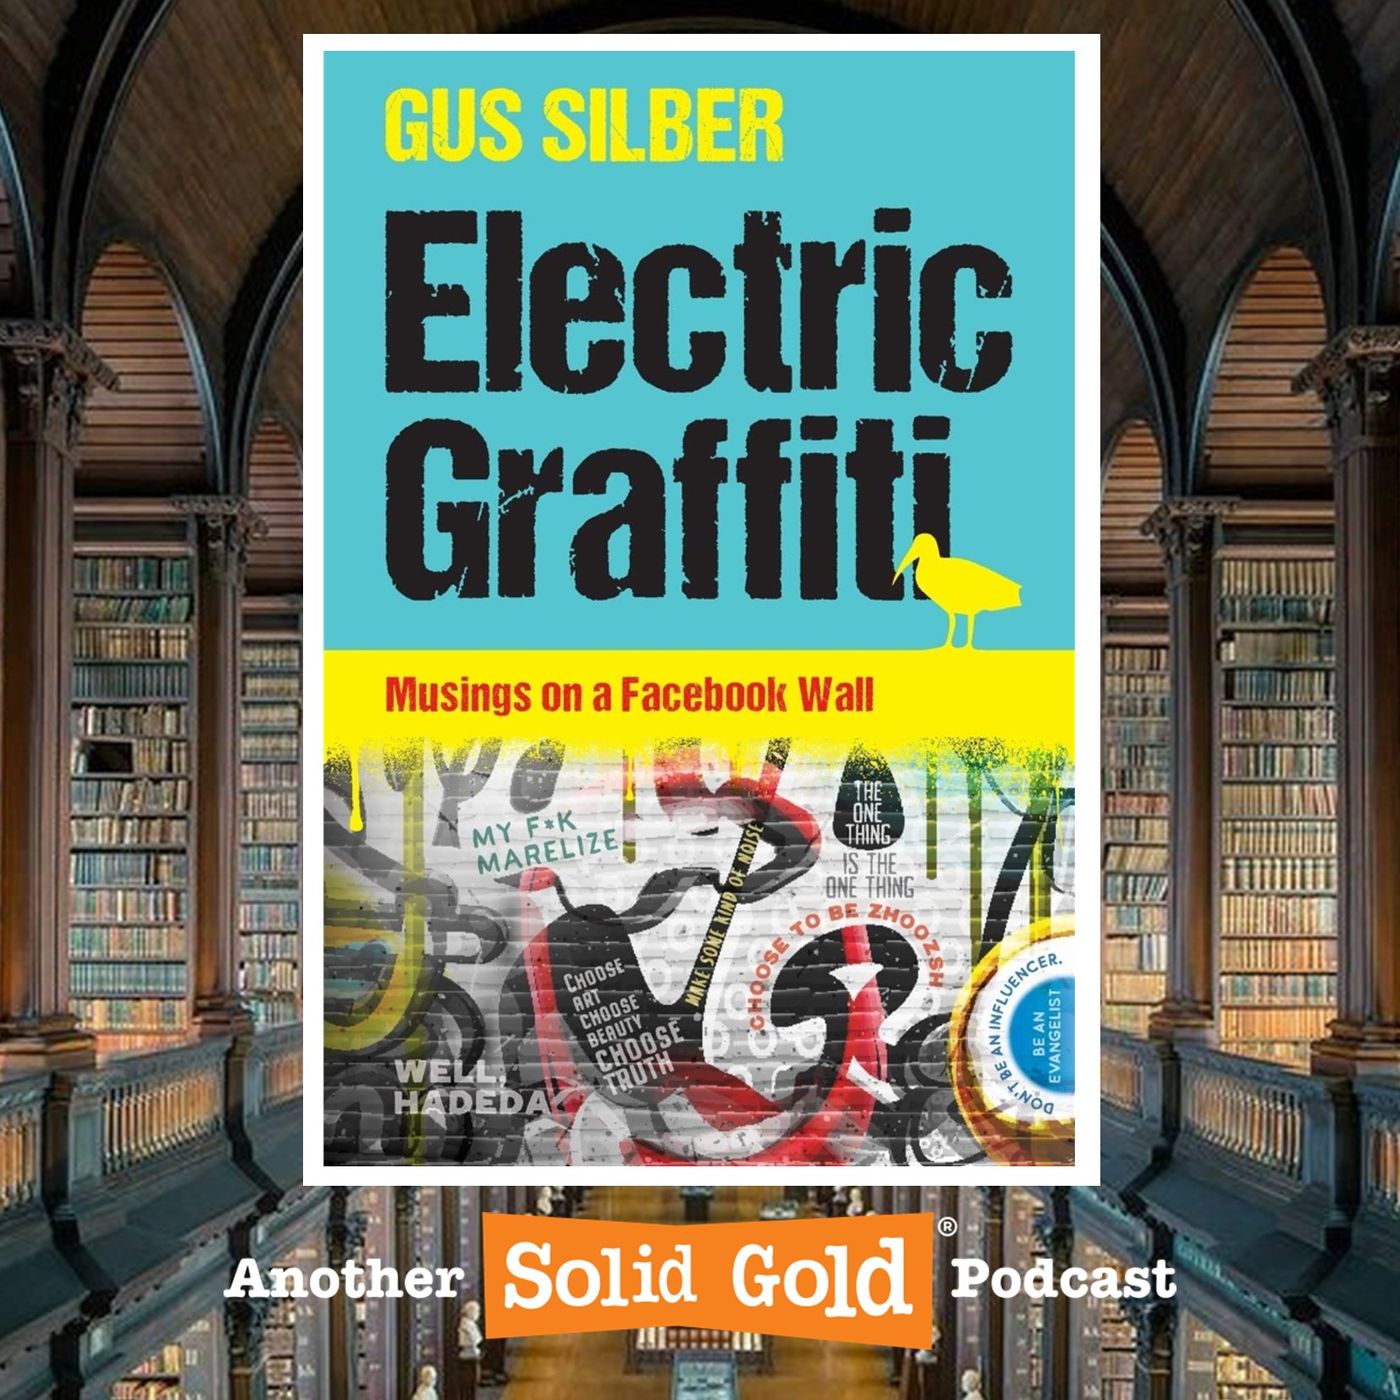 GUS SILBER
Electric
Graffiti
Musings on a Facebook Wall
MY F*K
MARELIZE
MAKE SOME KIND OF NOISE
THE
ONE
THING
IS THE
ONE THING
CHOOSE TO BE ZHOOZSH
CHOOSE
ART
CHOOSE
BEAUTY
CHOOSE
TRUTH
DON'T BE AN INFLUENCER.
BE AN
EVANGELIST
WELL,
HADEDA
Another Solid Gold® Podcast